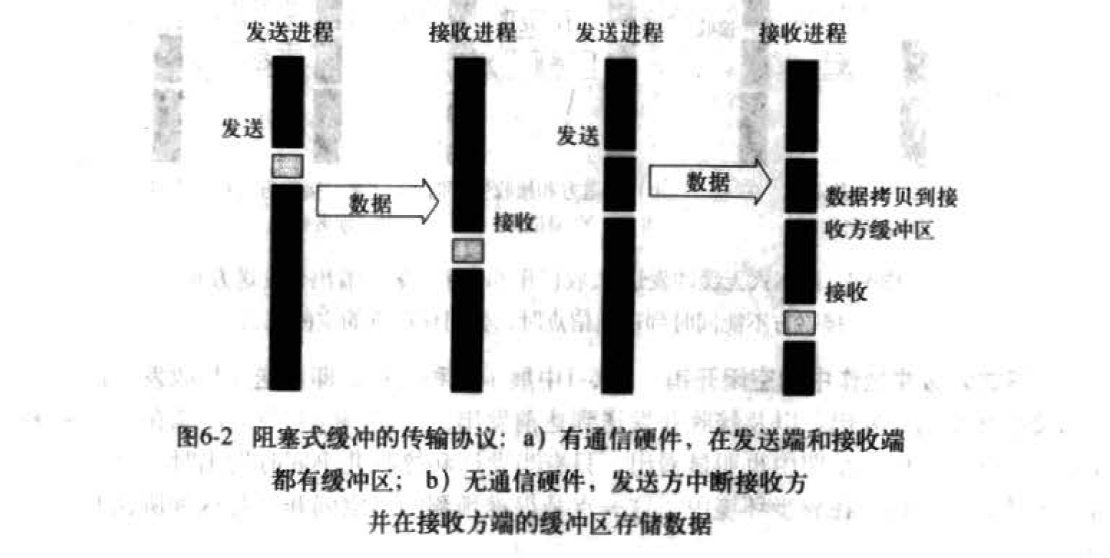 发送进程
接收进程
发送进程
接收进程
发送
数据
接收
发送
数据
数据拷贝到接
收方缓冲区
接收
图6-2 阻塞式缓冲的传输协议：a）有通信硬件，在发送端和接收端
都有缓冲区；b）无通信硬件，发送方中断接收方
并在接收方端的缓冲区存储数据